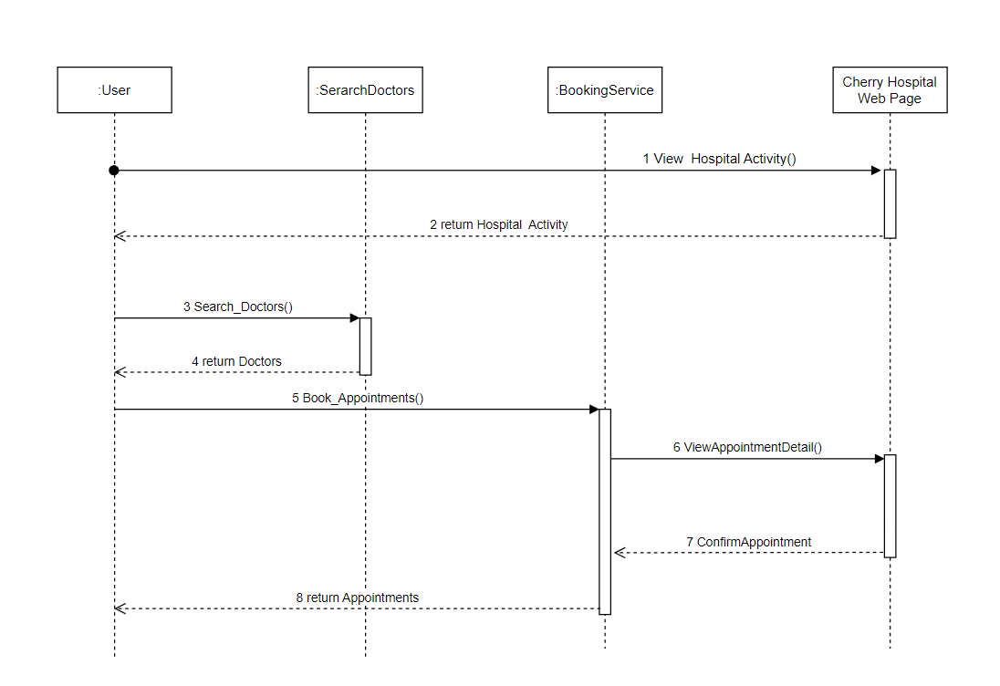 :User
:SerarchDoctors
:BookingService
Cherry Hospital
Web Page
1 View  Hospital Activity()
2 return Hospital  Activity
3 Search_Doctors()
4 return Doctors
5 Book_Appointments()
6 ViewAppointmentDetail()
7 ConfirmAppointment
8 return Appointments